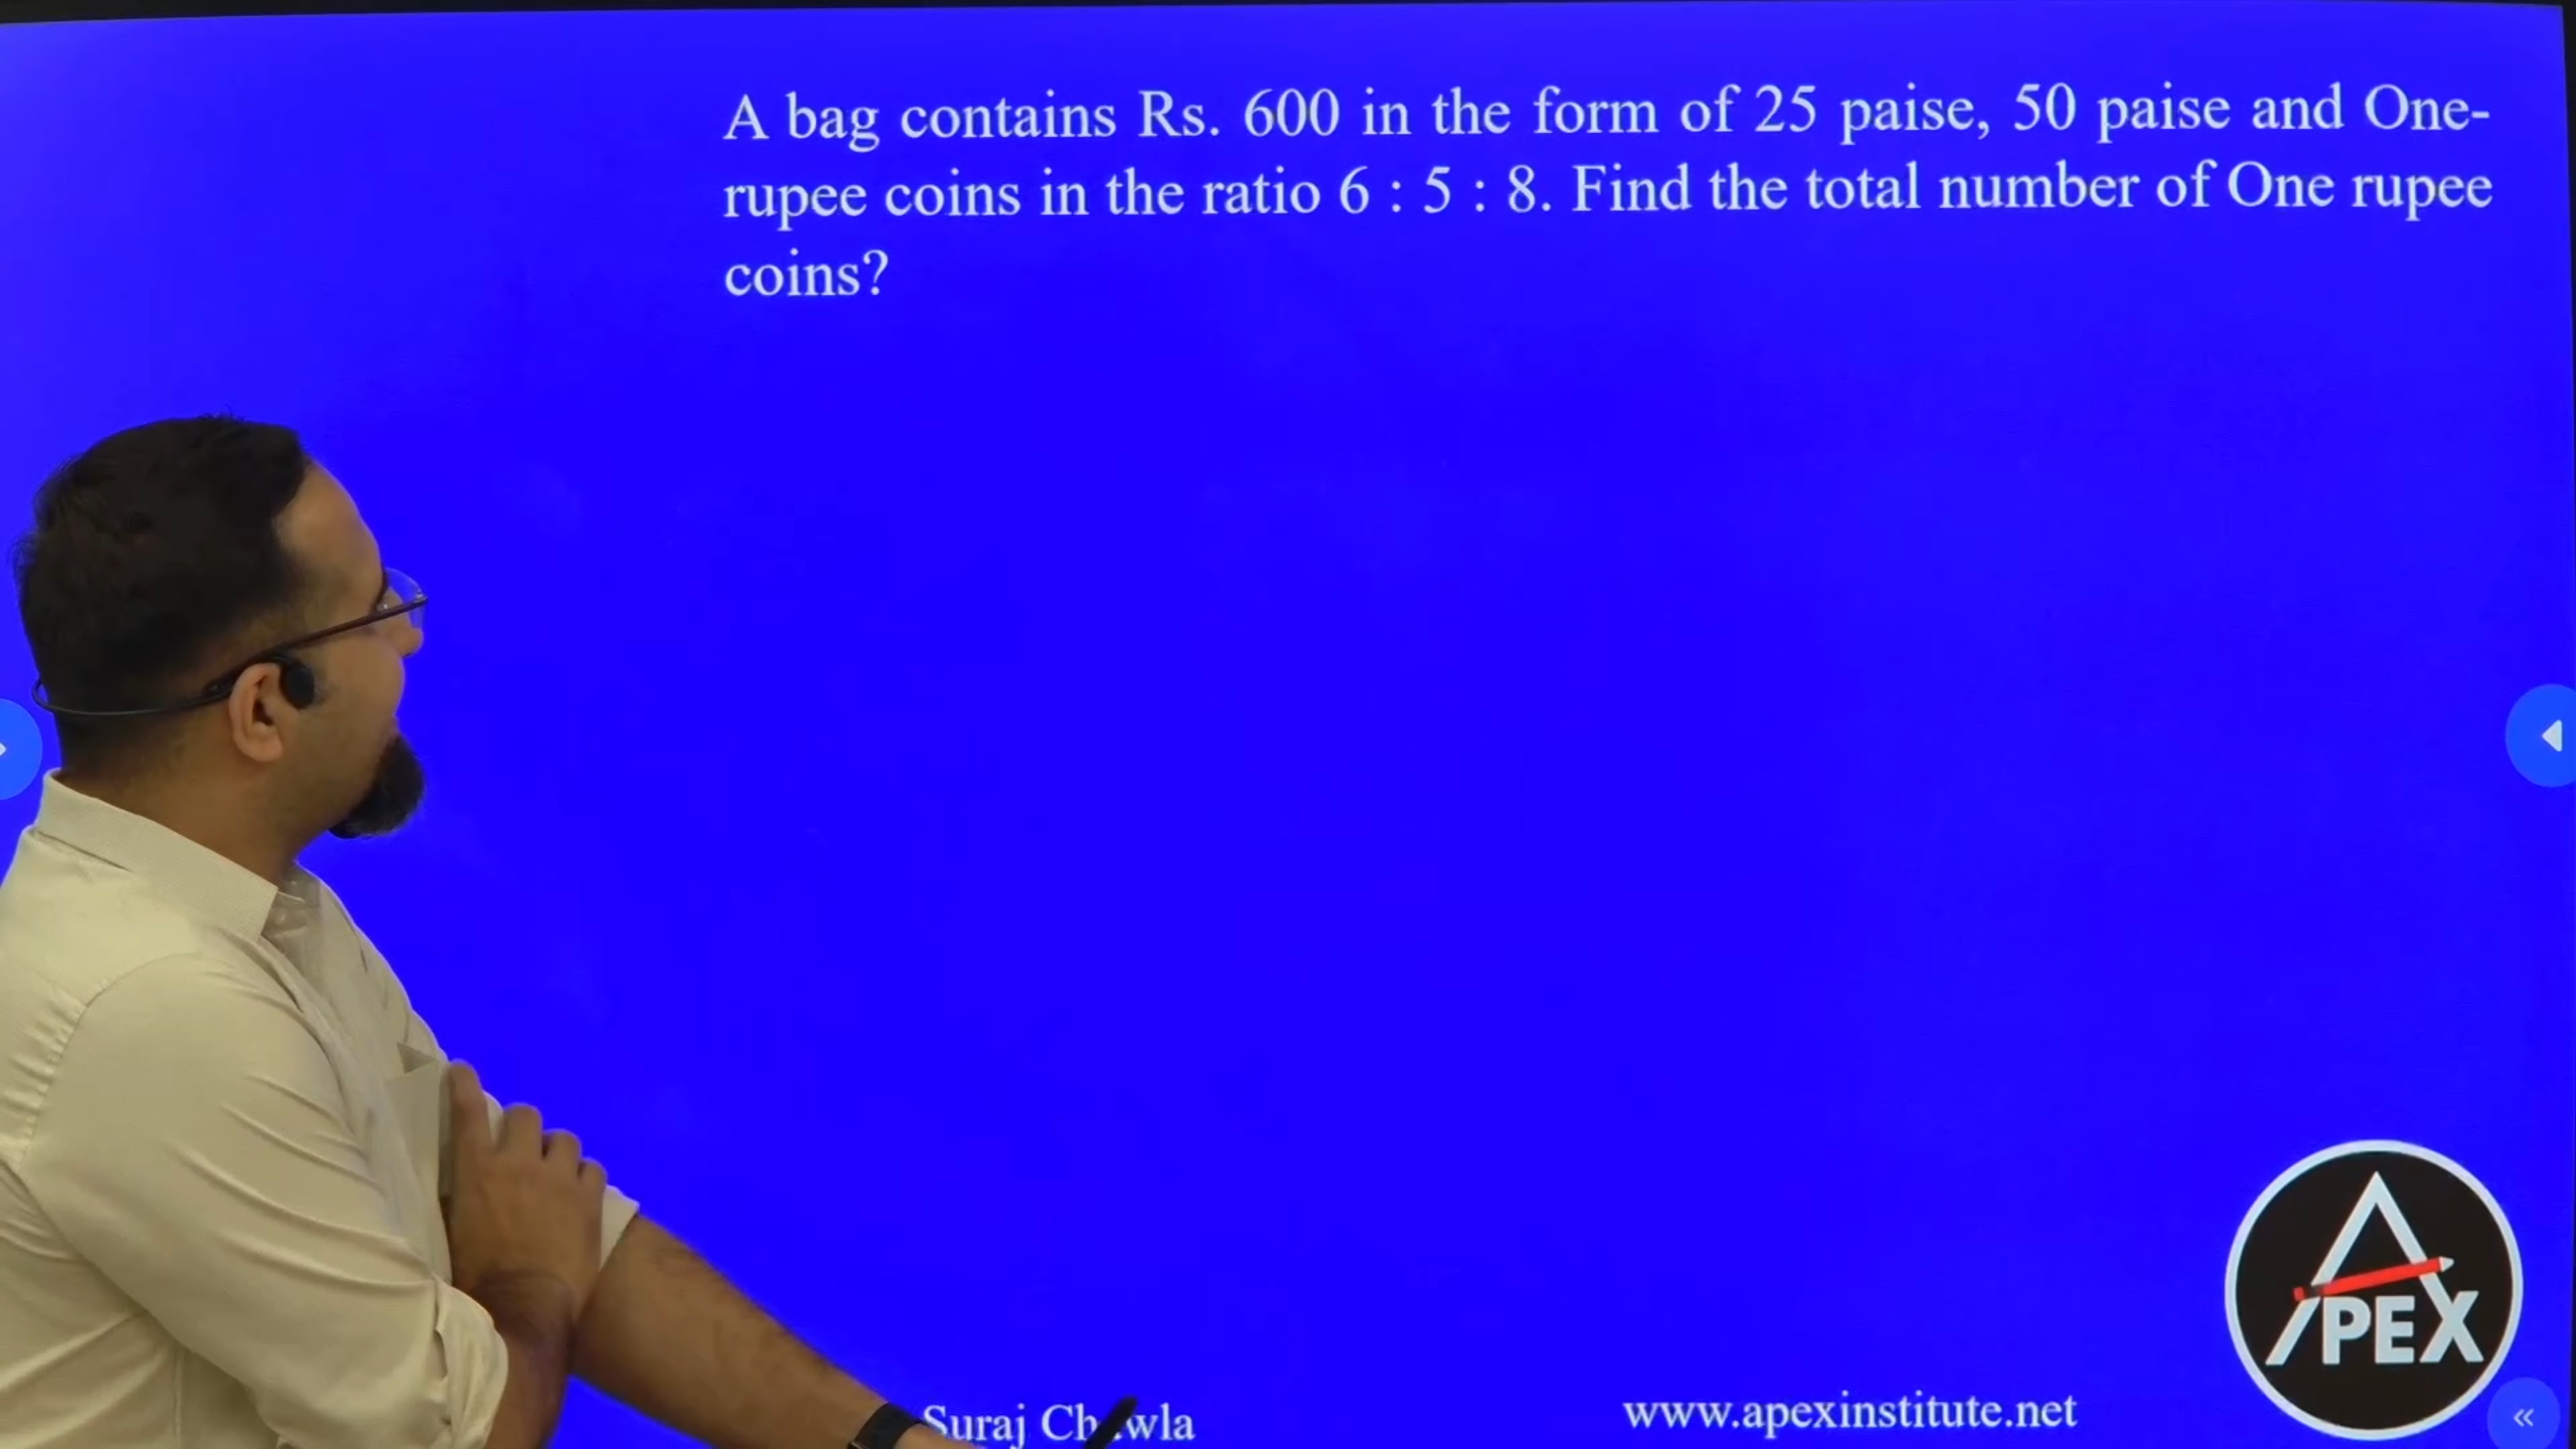 A bag contains Rs. 600 in the form of 25 paise, 50 paise and One-
rupee coins in the ratio 6 : 5 : 8. Find the total number of One rupee
coins?
APEX
Suraj
www.apexinstitute.net